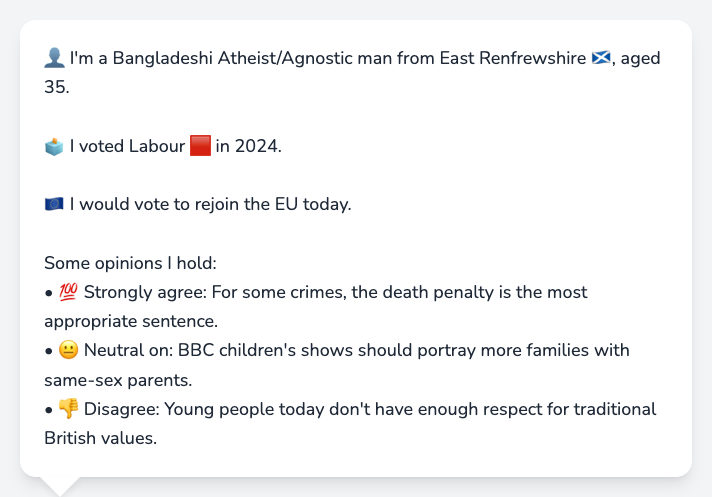 👤 I'm a Bangladeshi Atheist/Agnostic man from East Renfrewshire 🏴󠁧󠁢󠁳󠁣󠁴󠁿, aged
35.
🗳️ I voted Labour 🟥 in 2024.
🇪🇺 I would vote to rejoin the EU today.
Some opinions I hold:
• 💯 Strongly agree: For some crimes, the death penalty is the most
appropriate sentence.
• 😐 Neutral on: BBC children's shows should portray more families with
same-sex parents.
• 👎 Disagree: Young people today don't have enough respect for traditional
British values.